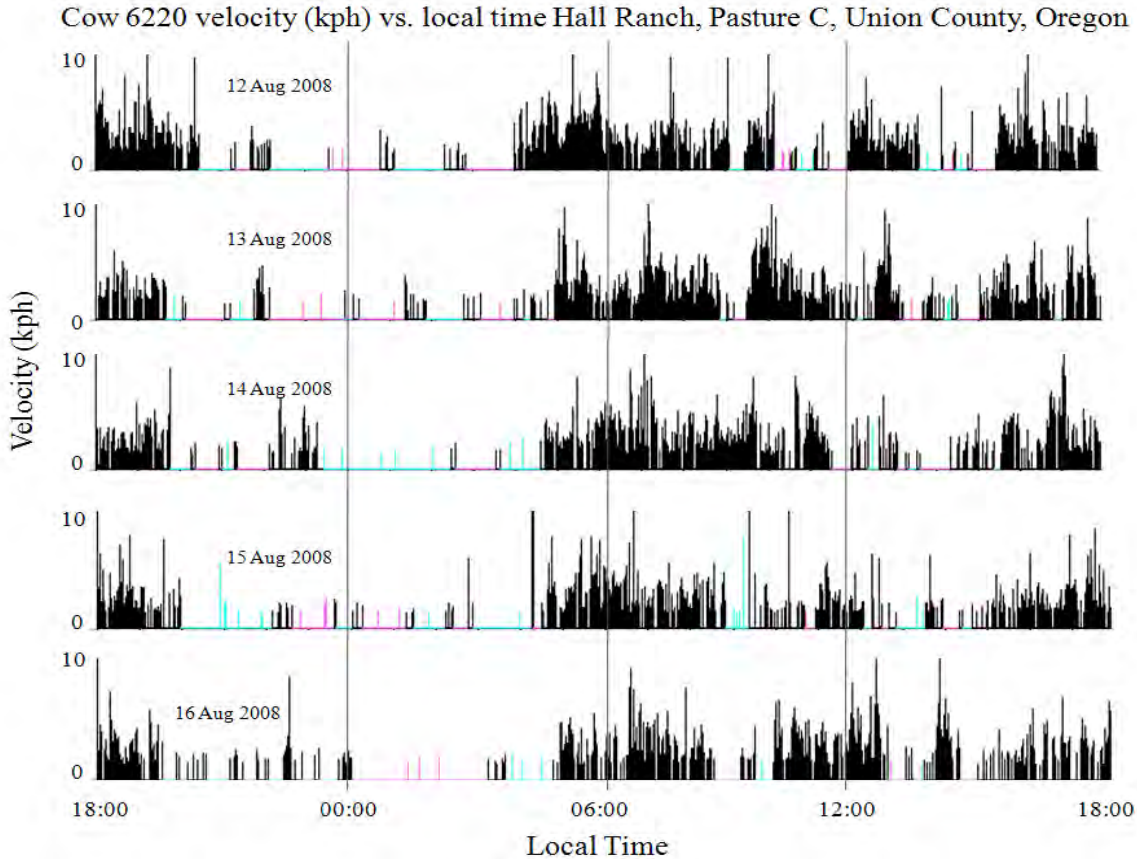 Cow 6220 velocity (kph) vs. local time Hall Ranch, Pasture C, Union County, Oregon
10
12 Aug 2008
0
10
13 Aug 2008
0
10
14 Aug 2008
0
10
15 Aug 2008
0
10
16 Aug 2008
0
Velocity (kph)
18:00 00:00 06:00 12:00 18:00
Local Time